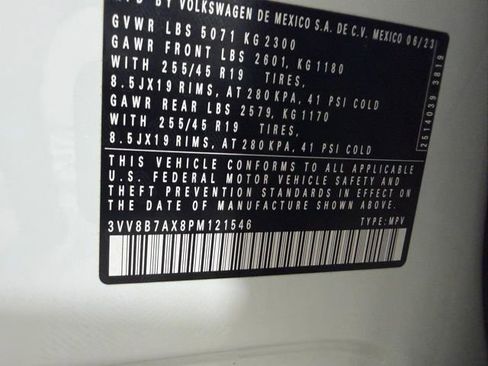 BY VOLKSWAGEN DE MEXICO S.A. DE C.V. MEXICO 06/23
GVWR LBS 5071 KG 2300
GAWR FRONT LBS 2601, KG 1180
WITH 255/45 R19 TIRES,
8.5JX19 RIMS, AT 280 KPA, 41 PSI COLD
GAWR REAR LBS 2579, KG 1170
WITH 255/45 R19 TIRES,
8.5JX19 RIMS, AT 280 KPA, 41 PSI COLD
THIS VEHICLE CONFORMS TO ALL APPLICABLE
U.S. FEDERAL MOTOR VEHICLE SAFETY AND
THEFT PREVENTION STANDARDS IN EFFECT ON
THE DATE OF MANUFACTURE SHOWN ABOVE.
3VV8B7AX8PM121546 TYPE: MPV
2514039 3819